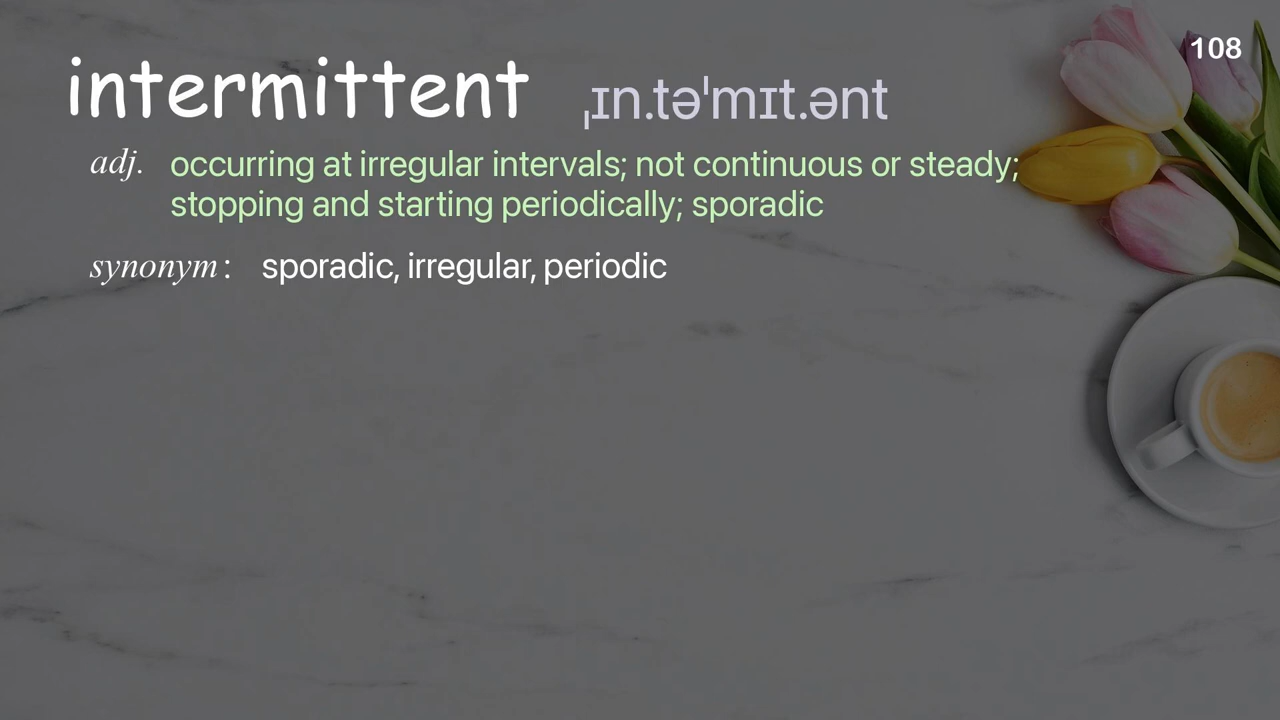 108
intermittent ˌɪn.təˈmɪt.ənt
adj. occurring at irregular intervals; not continuous or steady;
stopping and starting periodically; sporadic
synonym : sporadic, irregular, periodic